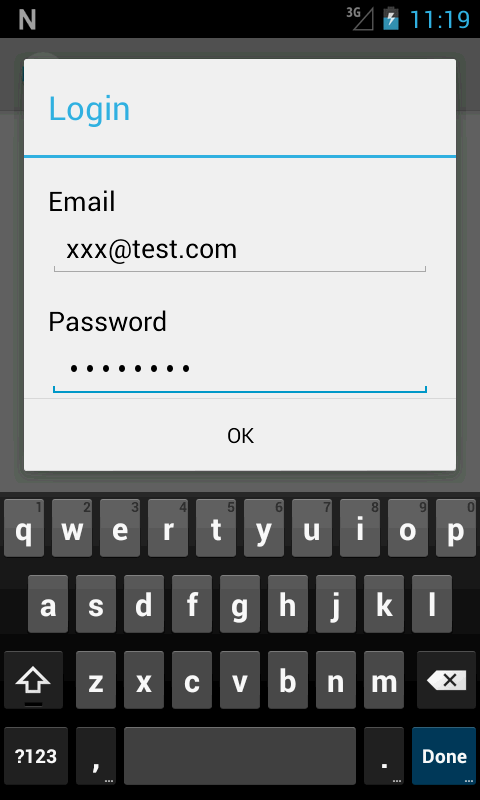 N 3G 11:19
Login
Email
xxx@test.com
Password
••••••••
OK
1 2 3 4 5 6 7 8 9 0
q w e r t y u i o p
a s d f g h j k l
z x c v b n m
?123 , ... . ... Done ...